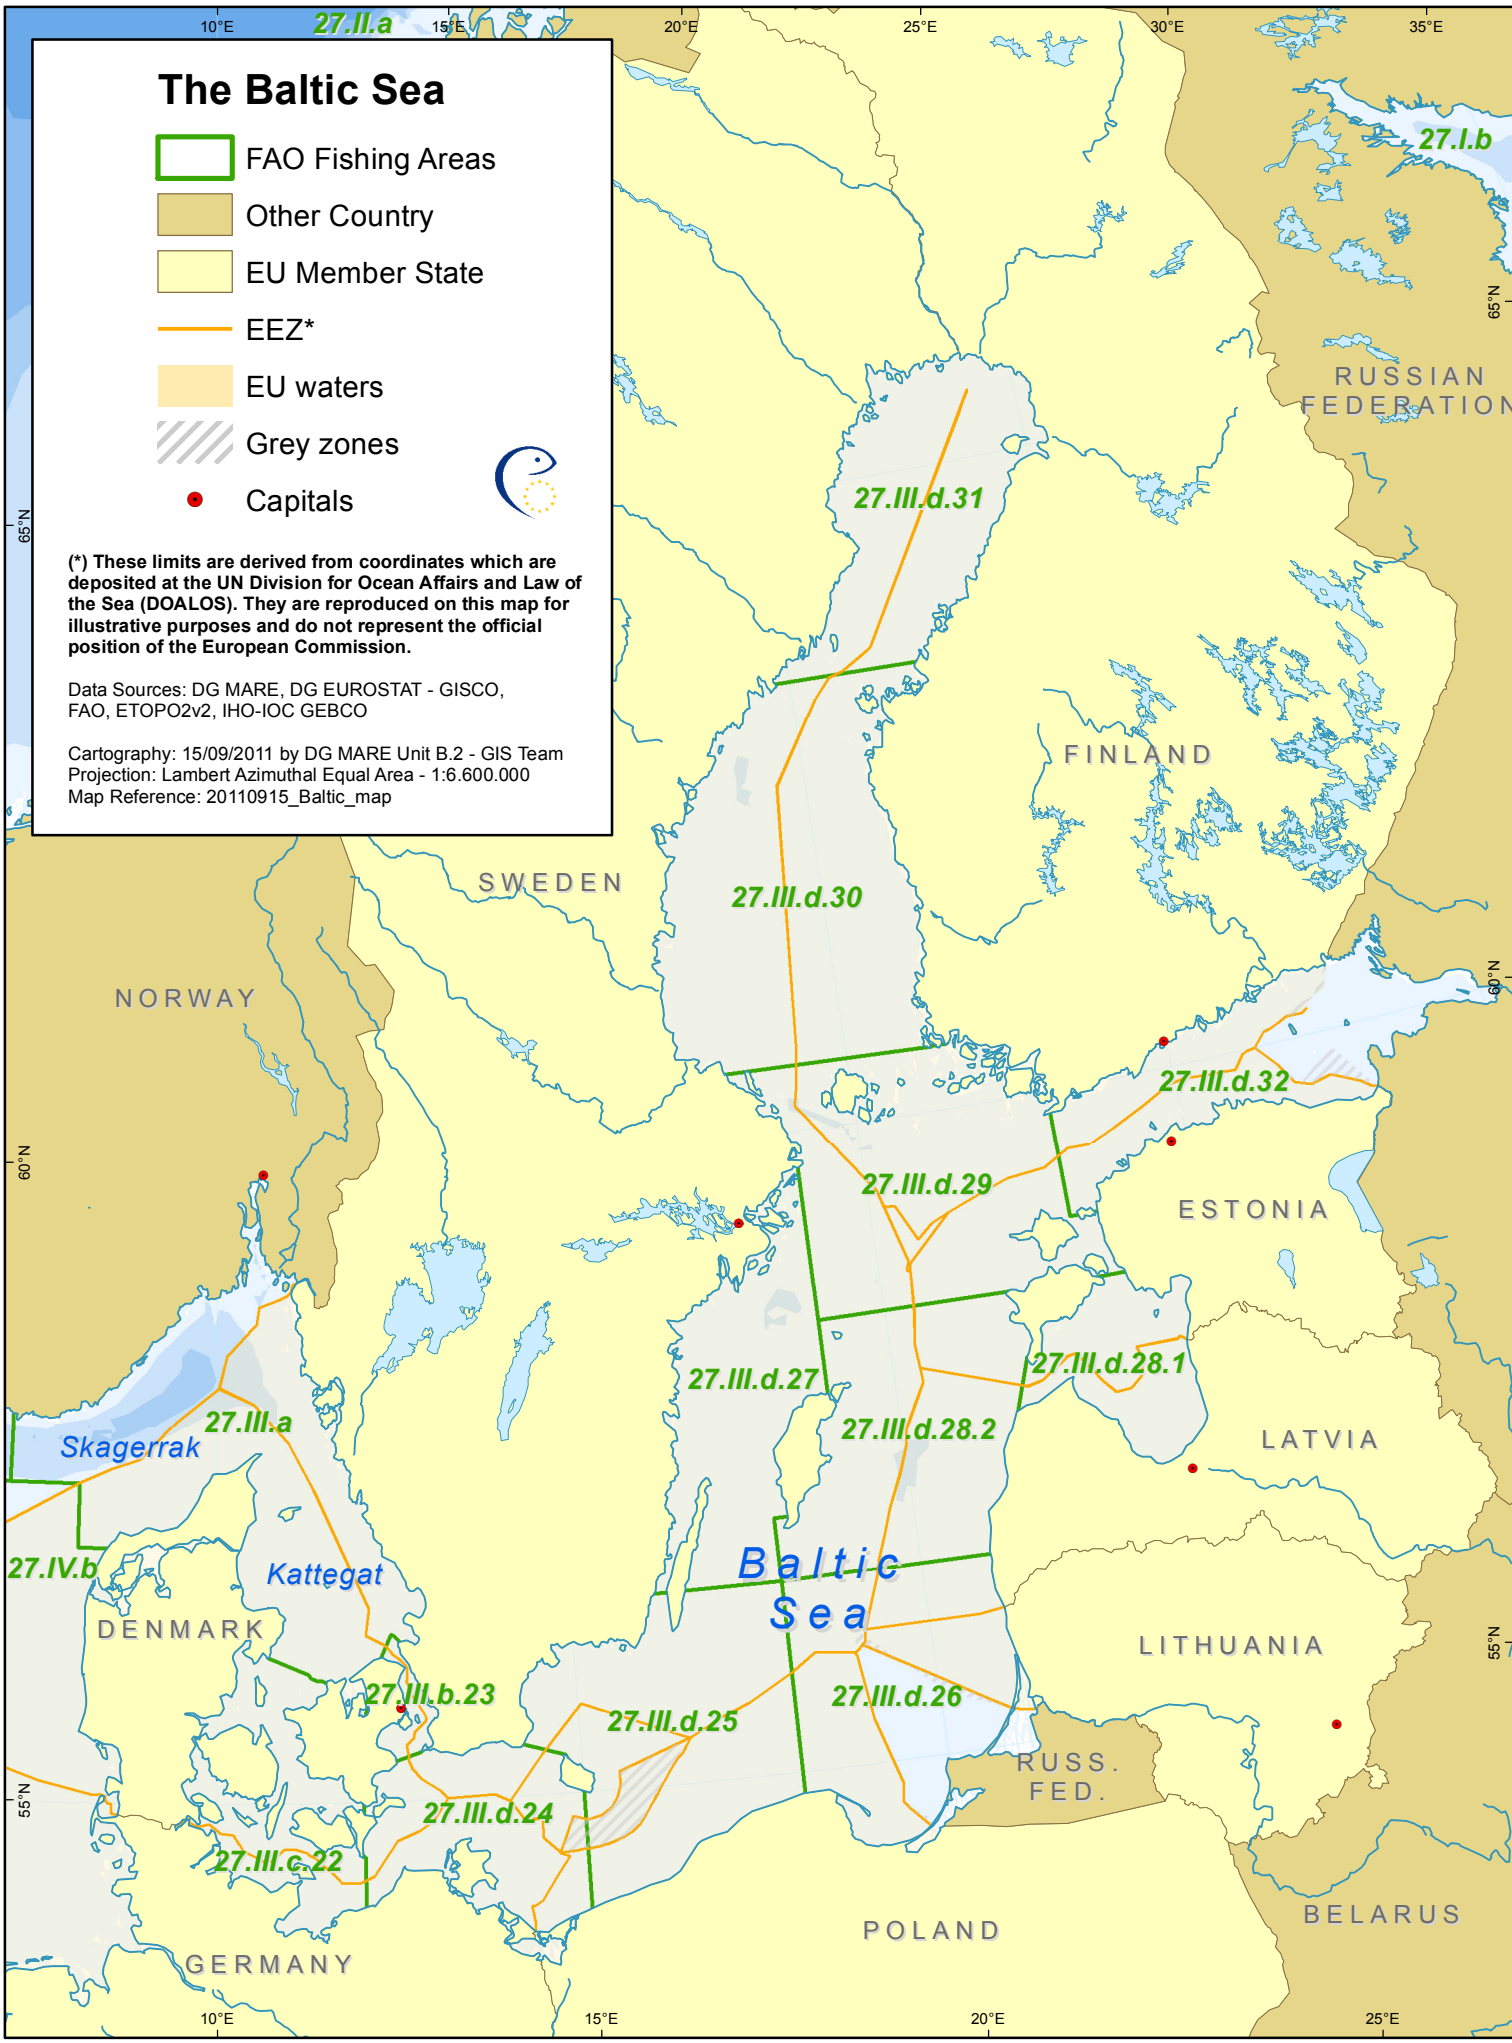 10°E
27.II.a
15°E
20°E
25°E
30°E
35°E
The Baltic Sea
FAO Fishing Areas
Other Country
EU Member State
EEZ*
EU waters
Grey zones
Capitals
(*) These limits are derived from coordinates which are
deposited at the UN Division for Ocean Affairs and Law of
the Sea (DOALOS). They are reproduced on this map for
illustrative purposes and do not represent the official
position of the European Commission.
Data Sources: DG MARE, DG EUROSTAT - GISCO,
FAO, ETOPO2v2, IHO-IOC GEBCO
Cartography: 15/09/2011 by DG MARE Unit B.2 - GIS Team
Projection: Lambert Azimuthal Equal Area - 1:6.600.000
Map Reference: 20110915_Baltic_map
27.I.b
65°N
RUSSIAN
FEDERATION
27.III.d.31
65°N
FINLAND
SWEDEN
27.III.d.30
NORWAY
60°N
27.III.d.32
60°N
27.III.d.29
ESTONIA
27.III.d.28.1
27.III.d.27
27.III.a
27.III.d.28.2
Skagerrak
LATVIA
27.IV.b
Kattegat
Baltic
Sea
DENMARK
LITHUANIA
55°N
27.III.b.23
27.III.d.26
27.III.d.25
RUSS.
FED.
55°N
27.III.d.24
27.III.c.22
BELARUS
POLAND
GERMANY
10°E
15°E
20°E
25°E